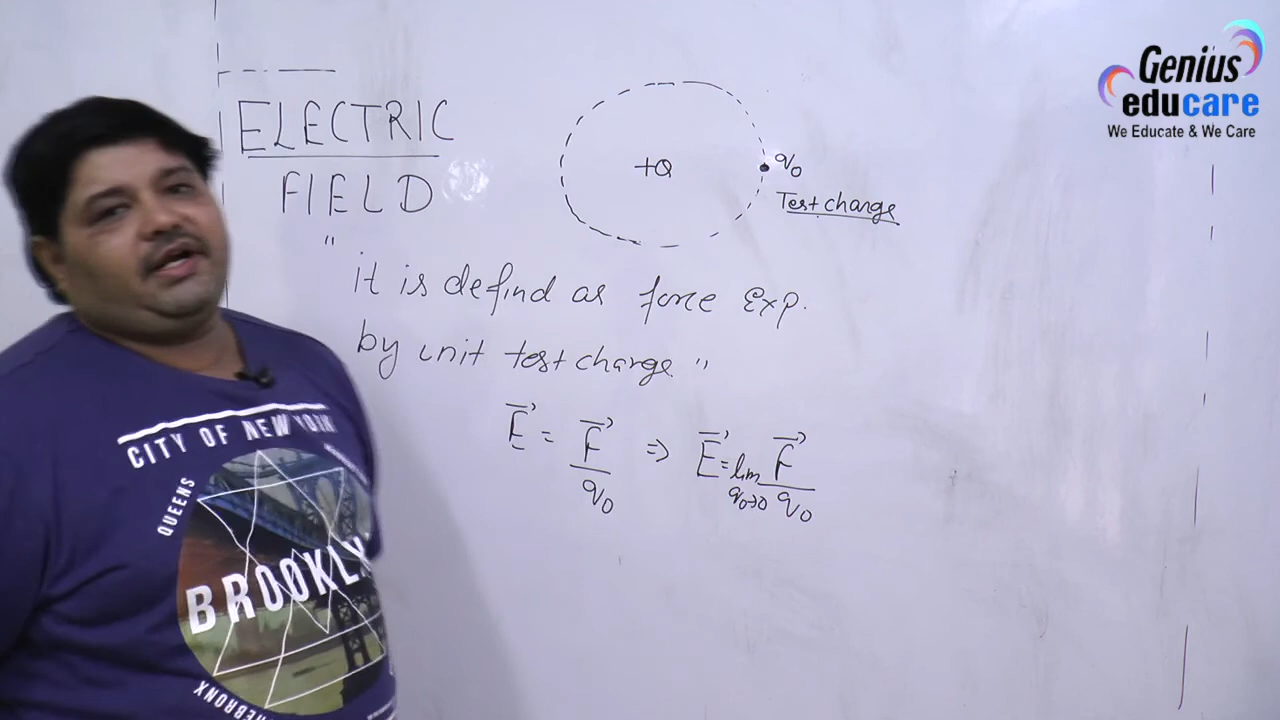 Genius
educare
We Educate & We Care
ELECTRIC
FIELD
+Q
q₀
Test charge
" it is defind as force Exp.
by unit test charge "
E⃗ = F⃗/q₀ ⇒ E⃗ = lim q₀→0 F⃗/q₀
CITY OF NEW YORK
QUEENS
BROOKLY